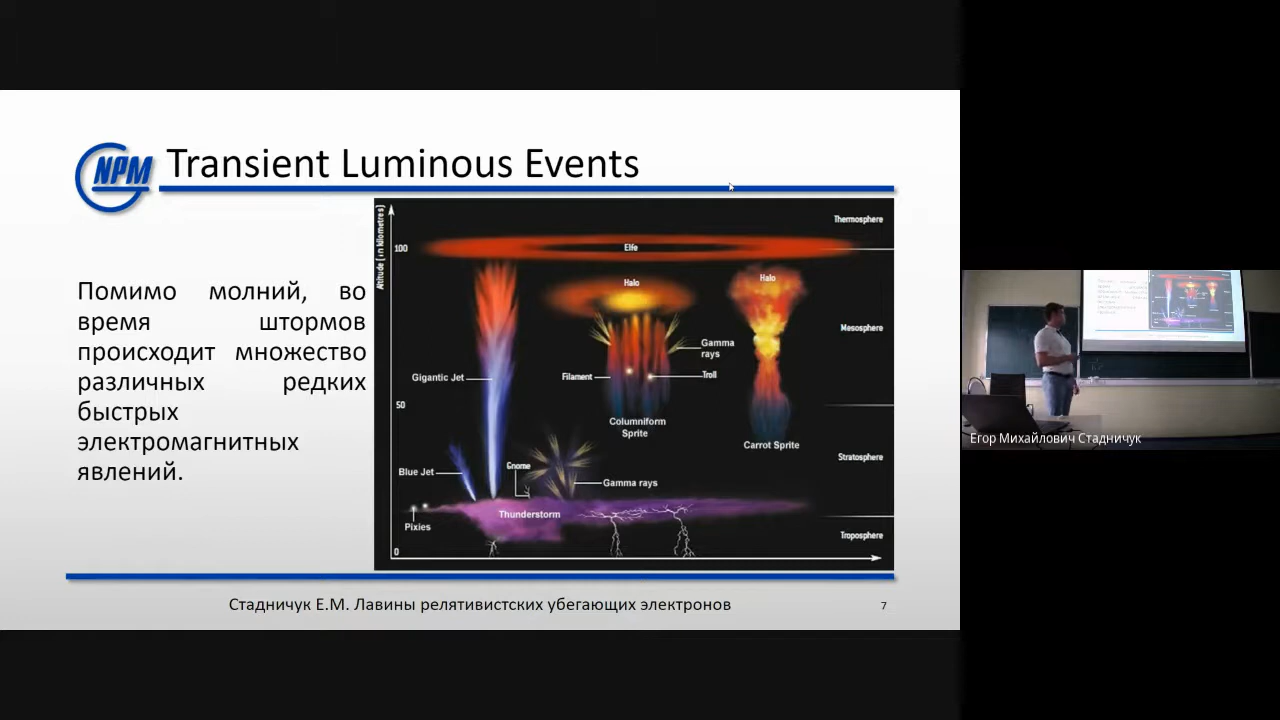 NPM
Transient Luminous Events
Помимо молний, во
время штормов
происходит множество
различных редких
быстрых
электромагнитных
явлений.
Altitude [in kilometres]
Thermosphere
100
Elfe
Halo
Halo
Mesosphere
Gamma
rays
Gigantic Jet
Filament
Troll
50
Columniform
Sprite
Carrot Sprite
Stratosphere
Gnome
Blue Jet
Gamma rays
Thunderstorm
Pixies
Troposphere
0
Стадничук Е.М. Лавины релятивистских убегающих электронов
7
Егор Михайлович Стадничук